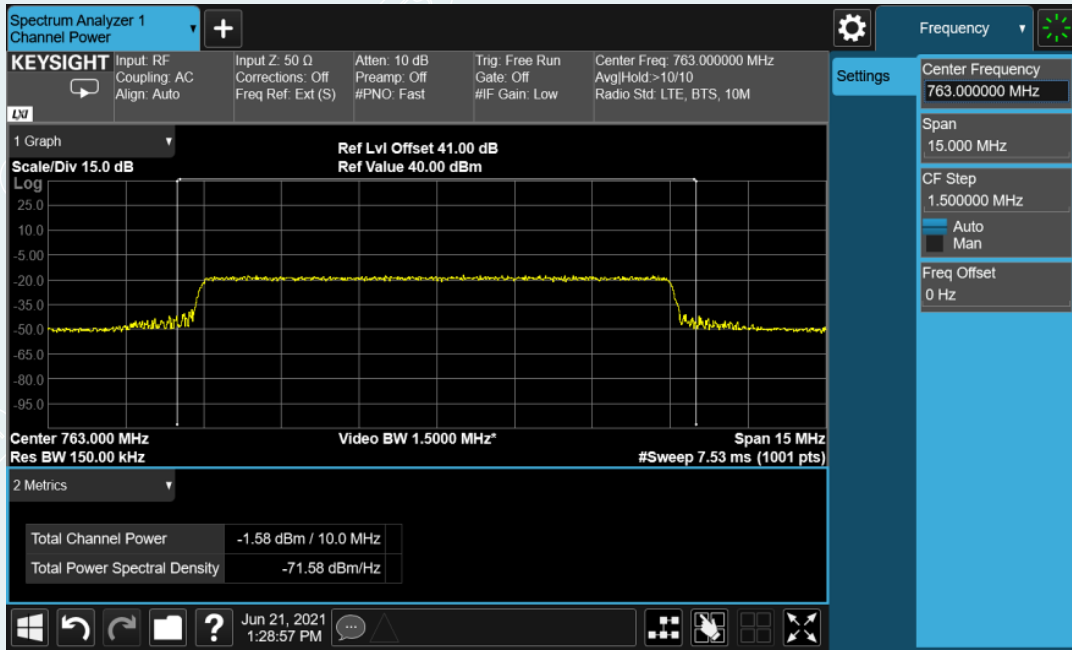 Spectrum Analyzer 1
Channel Power
+
Frequency
KEYSIGHT
LXI
Input: RF
Coupling: AC
Align: Auto
Input Z: 50 Ω
Corrections: Off
Freq Ref: Ext (S)
Atten: 10 dB
Preamp: Off
#PNO: Fast
Trig: Free Run
Gate: Off
#IF Gain: Low
Center Freq: 763.000000 MHz
Avg|Hold:>10/10
Radio Std: LTE, BTS, 10M
Settings
Center Frequency
763.000000 MHz
Span
15.000 MHz
CF Step
1.500000 MHz
Auto
Man
Freq Offset
0 Hz
1 Graph
Scale/Div 15.0 dB
Ref Lvl Offset 41.00 dB
Ref Value 40.00 dBm
Log
25.0
10.0
-5.00
-20.0
-35.0
-50.0
-65.0
-80.0
-95.0
Center 763.000 MHz
Video BW 1.5000 MHz*
Span 15 MHz
Res BW 150.00 kHz
#Sweep 7.53 ms (1001 pts)
2 Metrics
Total Channel Power -1.58 dBm / 10.0 MHz
Total Power Spectral Density -71.58 dBm/Hz
?
Jun 21, 2021
1:28:57 PM